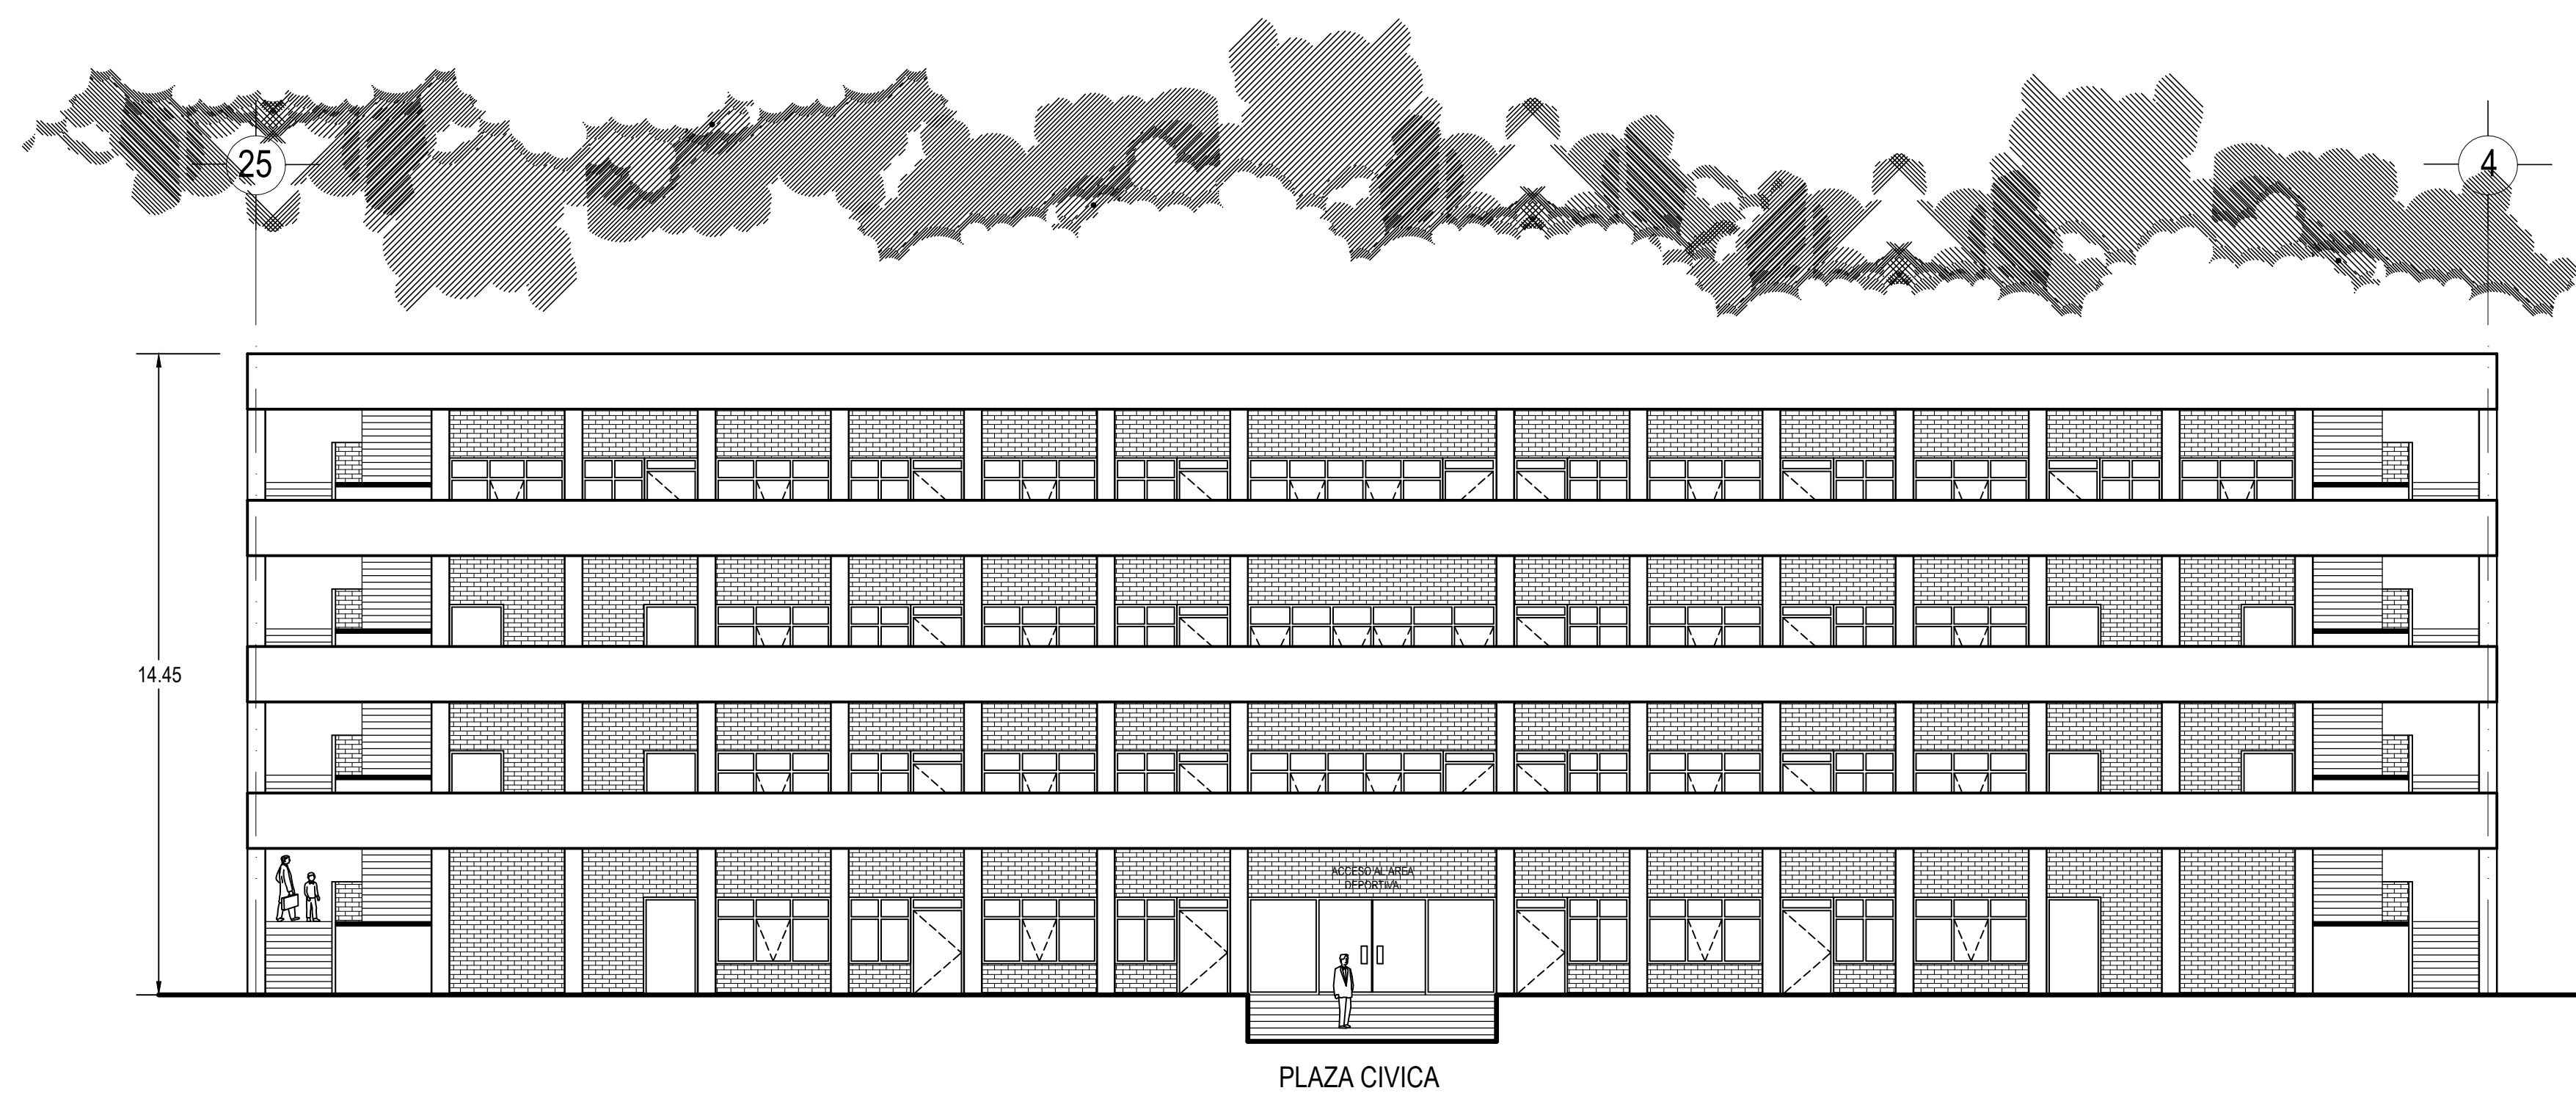 25
4
14.45
ACCESO AL AREA
DEPORTIVA
PLAZA CIVICA